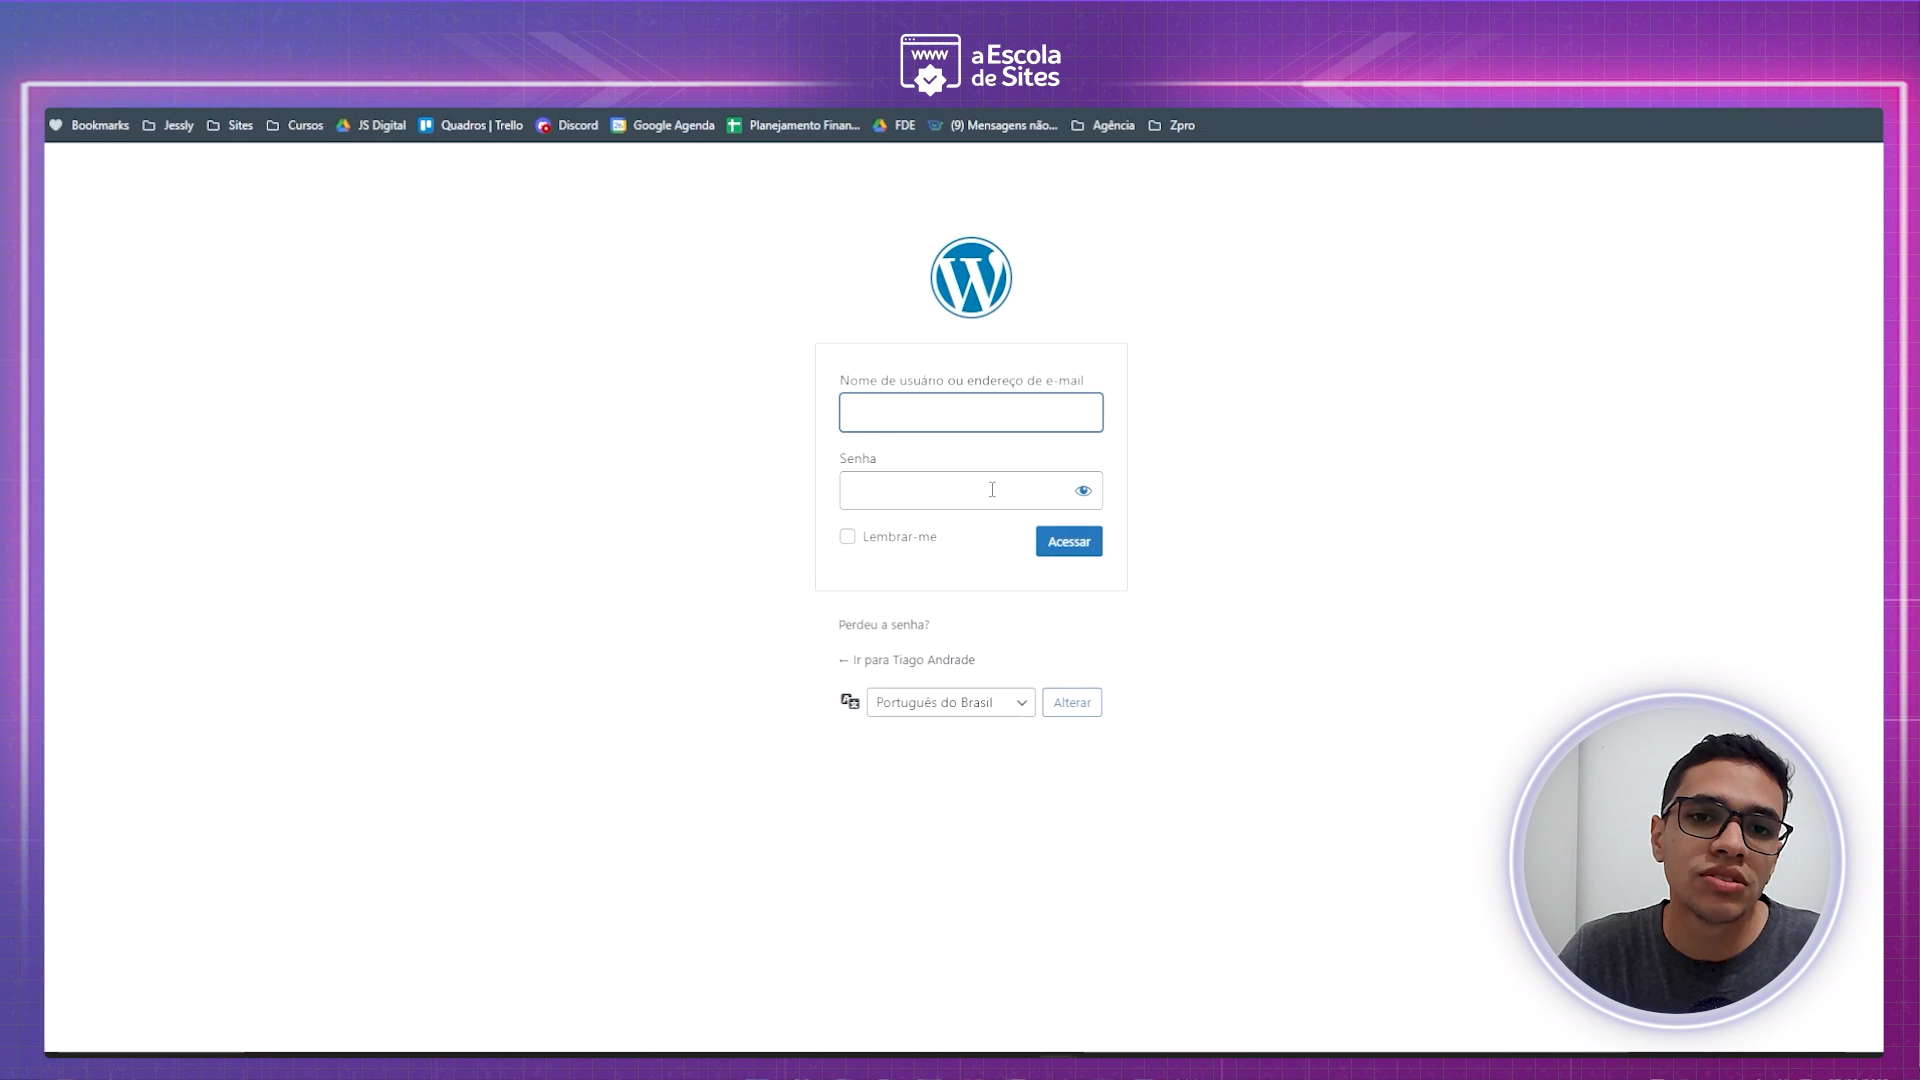 www
a Escola
de Sites
Bookmarks Jessly Sites Cursos JS Digital Quadros | Trello Discord Google Agenda Planejamento Finan... FDE (9) Mensagens não... Agência Zpro
Nome de usuário ou endereço de e-mail
Senha
Lembrar-me
Acessar
Perdeu a senha?
← Ir para Tiago Andrade
Português do Brasil
Alterar